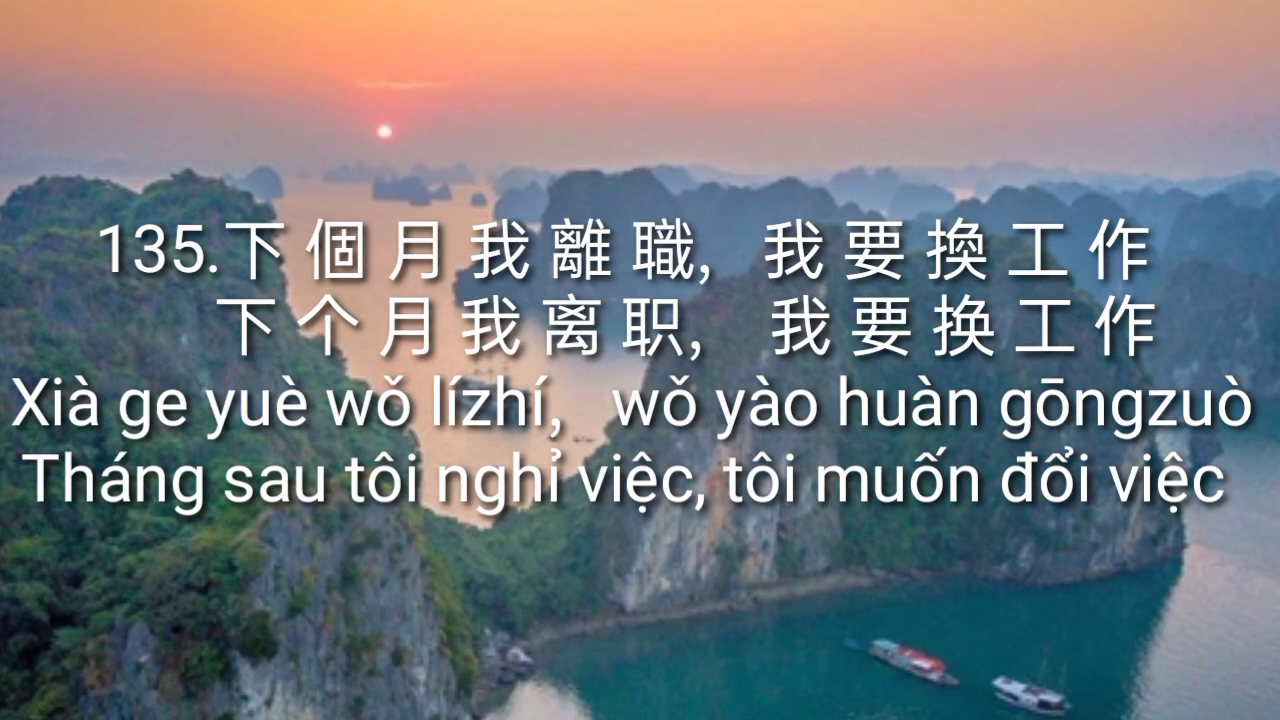 135.下個月我離職, 我要換工作
下个月我离职, 我要换工作
Xià ge yuè wǒ lízhí, wǒ yào huàn gōngzuò
Tháng sau tôi nghỉ việc, tôi muốn đổi việc